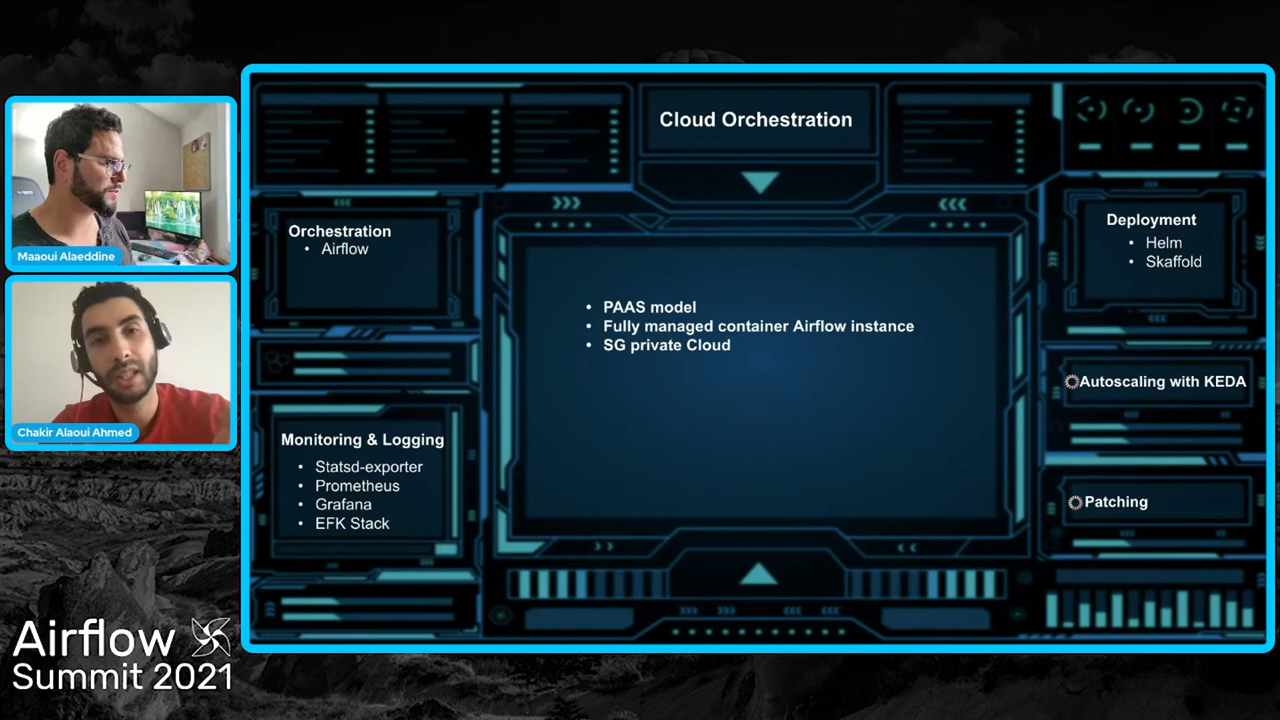 Maaoui Alaeddine
Chakir Alaoui Ahmed
Airflow
Summit 2021
Cloud Orchestration
Orchestration
• Airflow
Monitoring & Logging
• Statsd-exporter
• Prometheus
• Grafana
• EFK Stack
• PAAS model
• Fully managed container Airflow instance
• SG private Cloud
Deployment
• Helm
• Skaffold
Autoscaling with KEDA
Patching